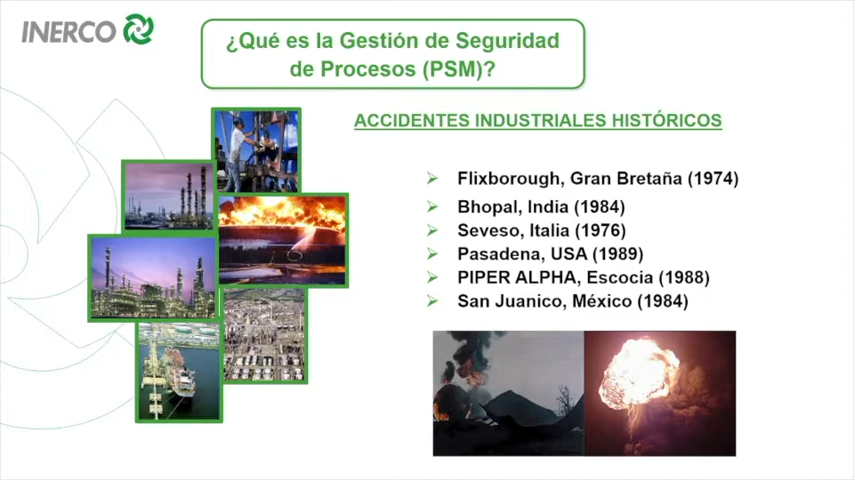 INERCO
¿Qué es la Gestión de Seguridad
de Procesos (PSM)?
ACCIDENTES INDUSTRIALES HISTÓRICOS
Flixborough, Gran Bretaña (1974)
Bhopal, India (1984)
Seveso, Italia (1976)
Pasadena, USA (1989)
PIPER ALPHA, Escocia (1988)
San Juanico, México (1984)